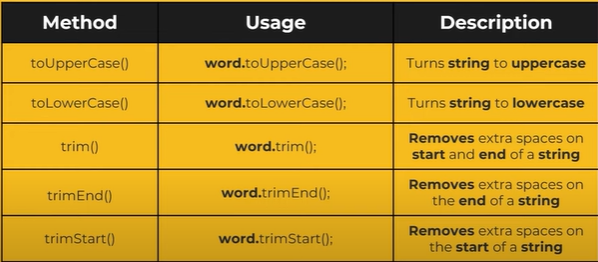 Method Usage Description
toUpperCase() word.toUpperCase(); Turns string to uppercase
toLowerCase() word.toLowerCase(); Turns string to lowercase
trim() word.trim(); Removes extra spaces on
start and end of a string
trimEnd() word.trimEnd(); Removes extra spaces on
the end of a string
trimStart() word.trimStart(); Removes extra spaces on
the start of a string